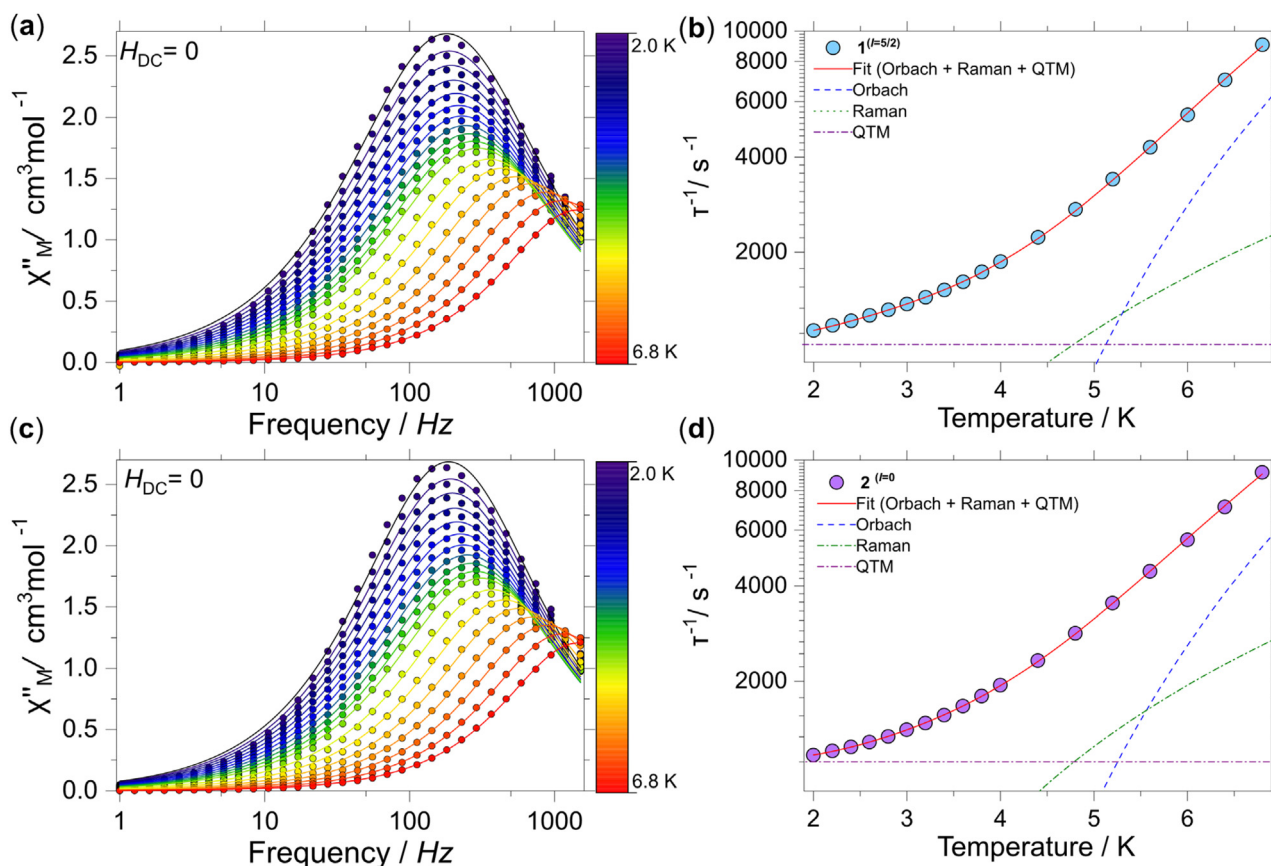 (a)
H_DC = 0
2.0 K
6.8 K
2.5
2.0
1.5
1.0
0.5
0.0
χ''_M / cm³mol⁻¹
1
10
100
1000
Frequency / Hz
(b)
1^(I=5/2)
Fit (Orbach + Raman + QTM)
Orbach
Raman
QTM
10000
8000
6000
4000
2000
τ⁻¹/ s⁻¹
2
3
4
5
6
Temperature / K
(c)
H_DC = 0
2.0 K
6.8 K
2.5
2.0
1.5
1.0
0.5
0.0
χ''_M / cm³mol⁻¹
1
10
100
1000
Frequency / Hz
(d)
2^(I=0
Fit (Orbach + Raman + QTM)
Orbach
Raman
QTM
10000
8000
6000
4000
2000
τ⁻¹/ s⁻¹
2
3
4
5
6
Temperature / K